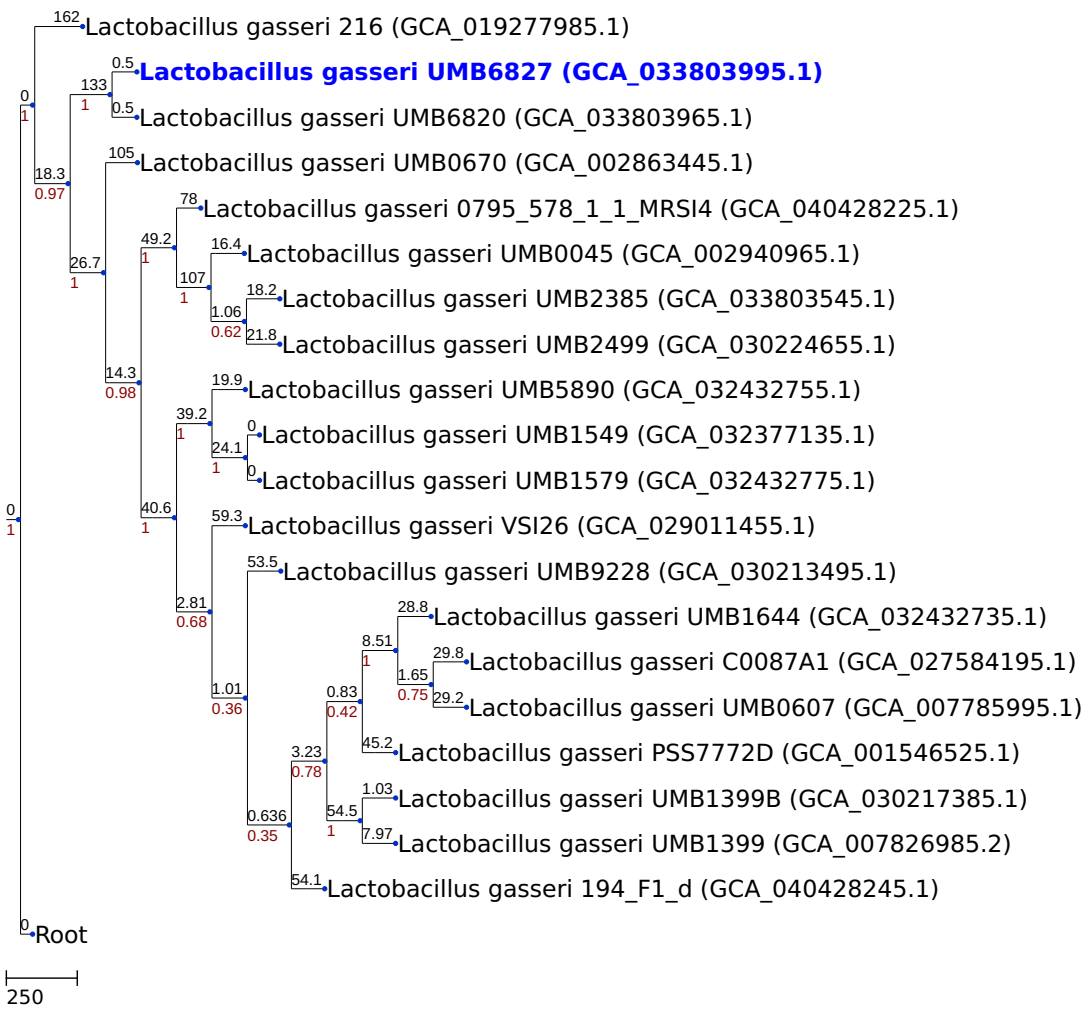 162 Lactobacillus gasseri 216 (GCA_019277985.1)
0.5 Lactobacillus gasseri UMB6827 (GCA_033803995.1)
133
1
0
1
0.5 Lactobacillus gasseri UMB6820 (GCA_033803965.1)
105 Lactobacillus gasseri UMB0670 (GCA_002863445.1)
18.3
0.97
78 Lactobacillus gasseri 0795_578_1_1_MRSI4 (GCA_040428225.1)
49.2
1
16.4 Lactobacillus gasseri UMB0045 (GCA_002940965.1)
26.7
1
107
1
18.2 Lactobacillus gasseri UMB2385 (GCA_033803545.1)
1.06
0.62
21.8 Lactobacillus gasseri UMB2499 (GCA_030224655.1)
14.3
0.98
19.9 Lactobacillus gasseri UMB5890 (GCA_032432755.1)
39.2
1
0 Lactobacillus gasseri UMB1549 (GCA_032377135.1)
24.1
1
0 Lactobacillus gasseri UMB1579 (GCA_032432775.1)
0
1
40.6
1
59.3 Lactobacillus gasseri VSI26 (GCA_029011455.1)
53.5 Lactobacillus gasseri UMB9228 (GCA_030213495.1)
2.81
0.68
28.8 Lactobacillus gasseri UMB1644 (GCA_032432735.1)
8.51
1
29.8 Lactobacillus gasseri C0087A1 (GCA_027584195.1)
1.65
0.75
1.01
0.36
0.83
0.42
29.2 Lactobacillus gasseri UMB0607 (GCA_007785995.1)
45.2 Lactobacillus gasseri PSS7772D (GCA_001546525.1)
3.23
0.78
1.03 Lactobacillus gasseri UMB1399B (GCA_030217385.1)
0.636
0.35
54.5
1
7.97 Lactobacillus gasseri UMB1399 (GCA_007826985.2)
54.1 Lactobacillus gasseri 194_F1_d (GCA_040428245.1)
0 Root
250